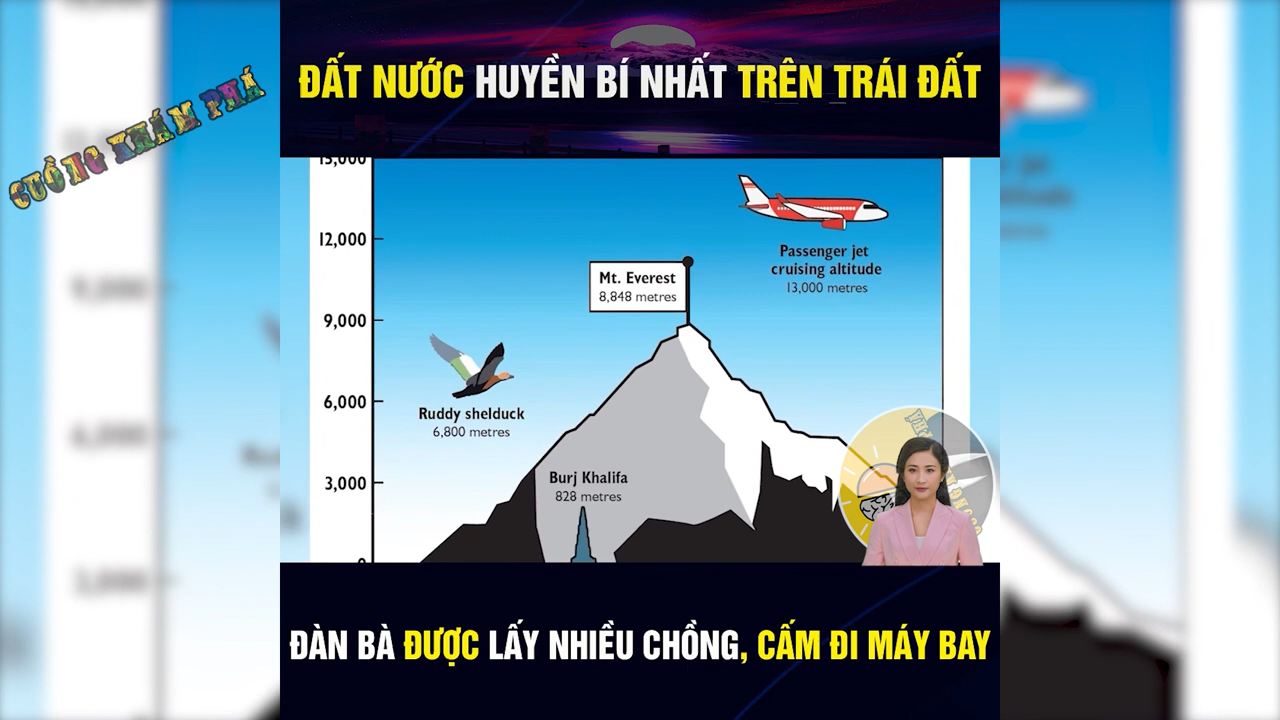 CUỒNG KHÁM PHÁ
ĐẤT NƯỚC HUYỀN BÍ NHẤT TRÊN TRÁI ĐẤT
15,000
12,000
Passenger jet
cruising altitude
13,000 metres
Mt. Everest
8,848 metres
9,000
6,000
Ruddy shelduck
6,800 metres
Burj Khalifa
828 metres
3,000
0
ĐÀN BÀ ĐƯỢC LẤY NHIỀU CHỒNG, CẤM ĐI MÁY BAY